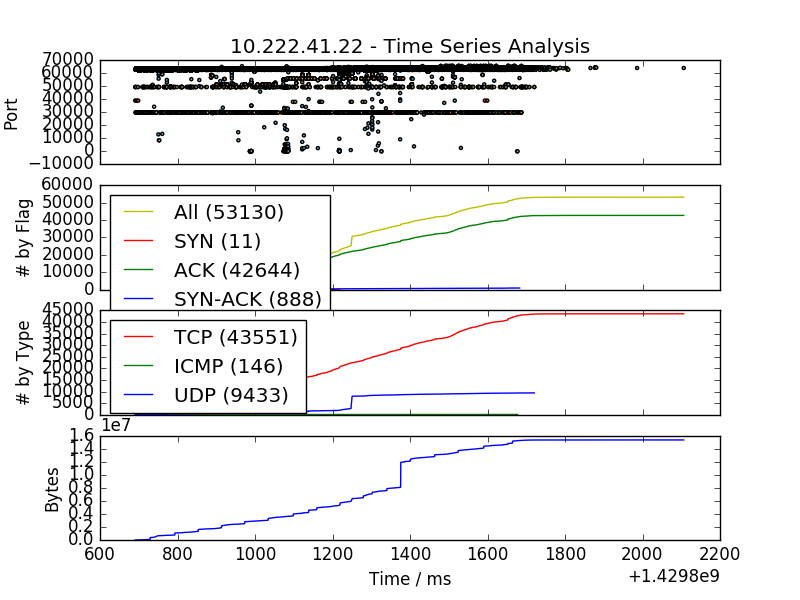 10.222.41.22 - Time Series Analysis
70000
60000
50000
40000
30000
20000
10000
0
−10000
Port
60000
50000
40000
30000
20000
10000
0
# by Flag
All (53130)
SYN (11)
ACK (42644)
SYN-ACK (888)
45000
40000
35000
30000
25000
20000
15000
10000
5000
0
# by Type
TCP (43551)
ICMP (146)
UDP (9433)
1e7
1.6
1.4
1.2
1.0
0.8
0.6
0.4
0.2
0.0
Bytes
600 800 1000 1200 1400 1600 1800 2000 2200
Time / ms
+1.4298e9